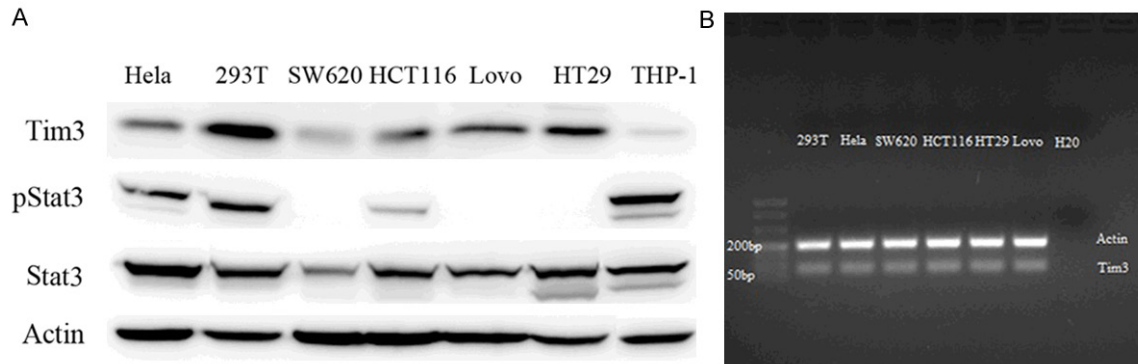 A
Hela 293T SW620 HCT116 Lovo HT29 THP-1
Tim3
pStat3
Stat3
Actin
B
293T Hela SW620 HCT116 HT29 Lovo H20
200bp
Actin
50bp
Tim3